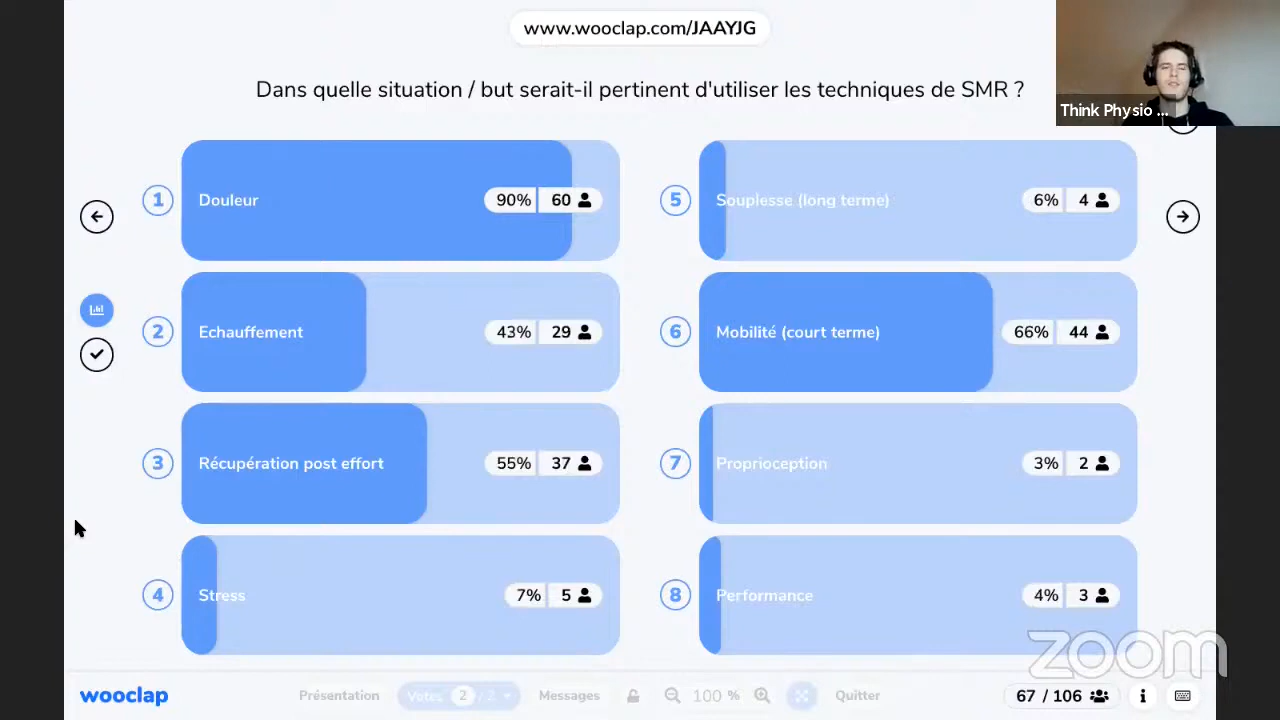 www.wooclap.com/JAAYJG
Dans quelle situation / but serait-il pertinent d'utiliser les techniques de SMR ?
Think Physio ...
1 Douleur 90% 60
2 Echauffement 43% 29
3 Récupération post effort 55% 37
4 Stress 7% 5
5 Souplesse (long terme) 6% 4
6 Mobilité (court terme) 66% 44
7 Proprioception 3% 2
8 Performance 4% 3
zoom
wooclap Présentation Votes 2 / 2 Messages 100 % Quitter 67 / 106